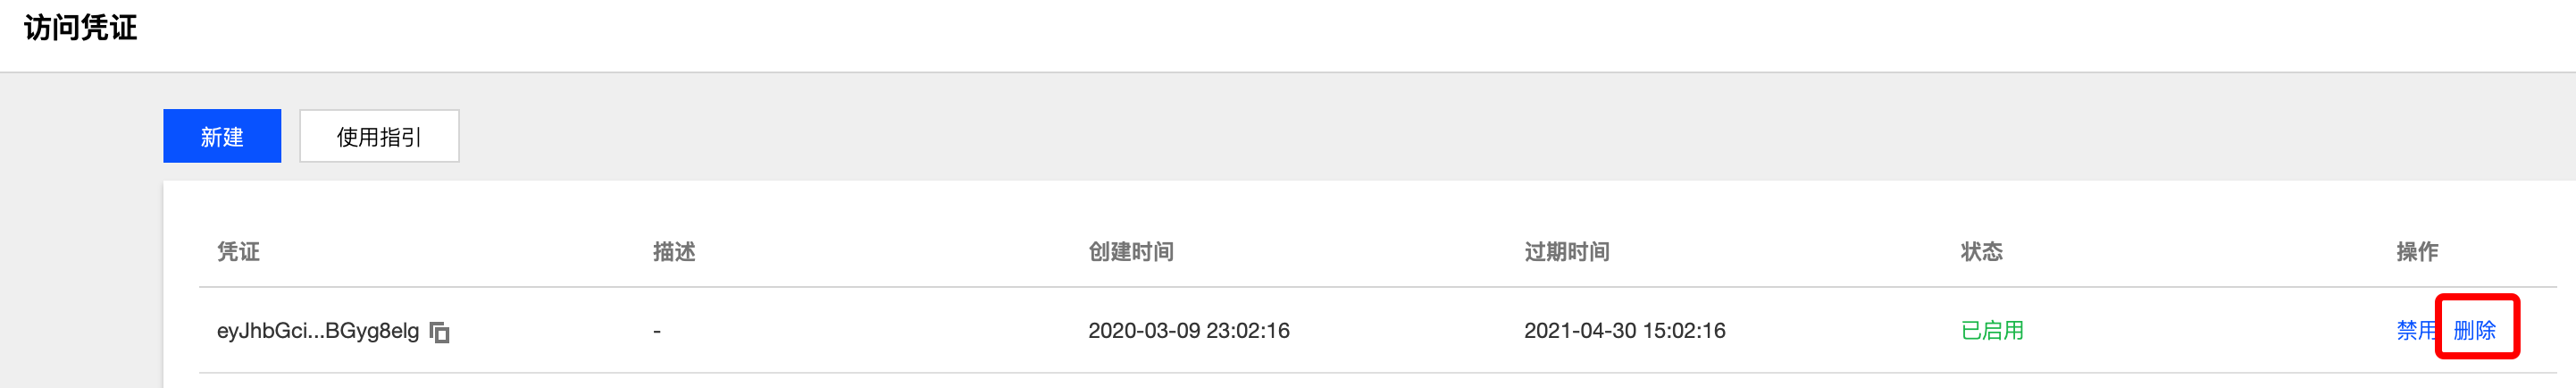 访问凭证
新建 使用指引
凭证 描述 创建时间 过期时间 状态 操作
eyJhbGci...BGyg8elg - 2020-03-09 23:02:16 2021-04-30 15:02:16 已启用 禁用 删除